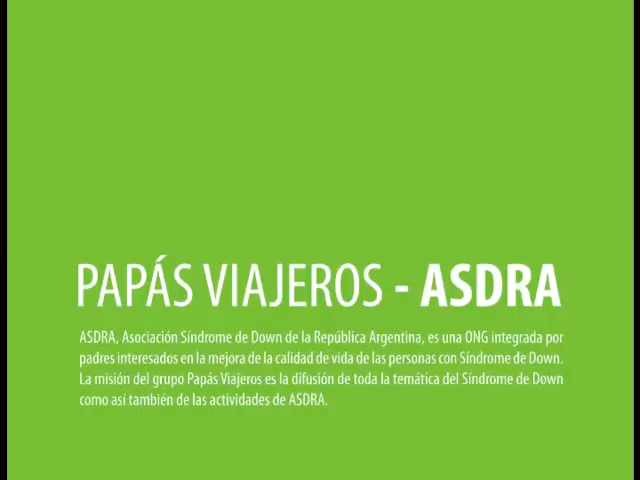 PAPÁS VIAJEROS - ASDRA
ASDRA, Asociación Síndrome de Down de la República Argentina, es una ONG integrada por
padres interesados en la mejora de la calidad de vida de las personas con Síndrome de Down.
La misión del grupo Papás Viajeros es la difusión de toda la temática del Síndrome de Down
como así también de las actividades de ASDRA.